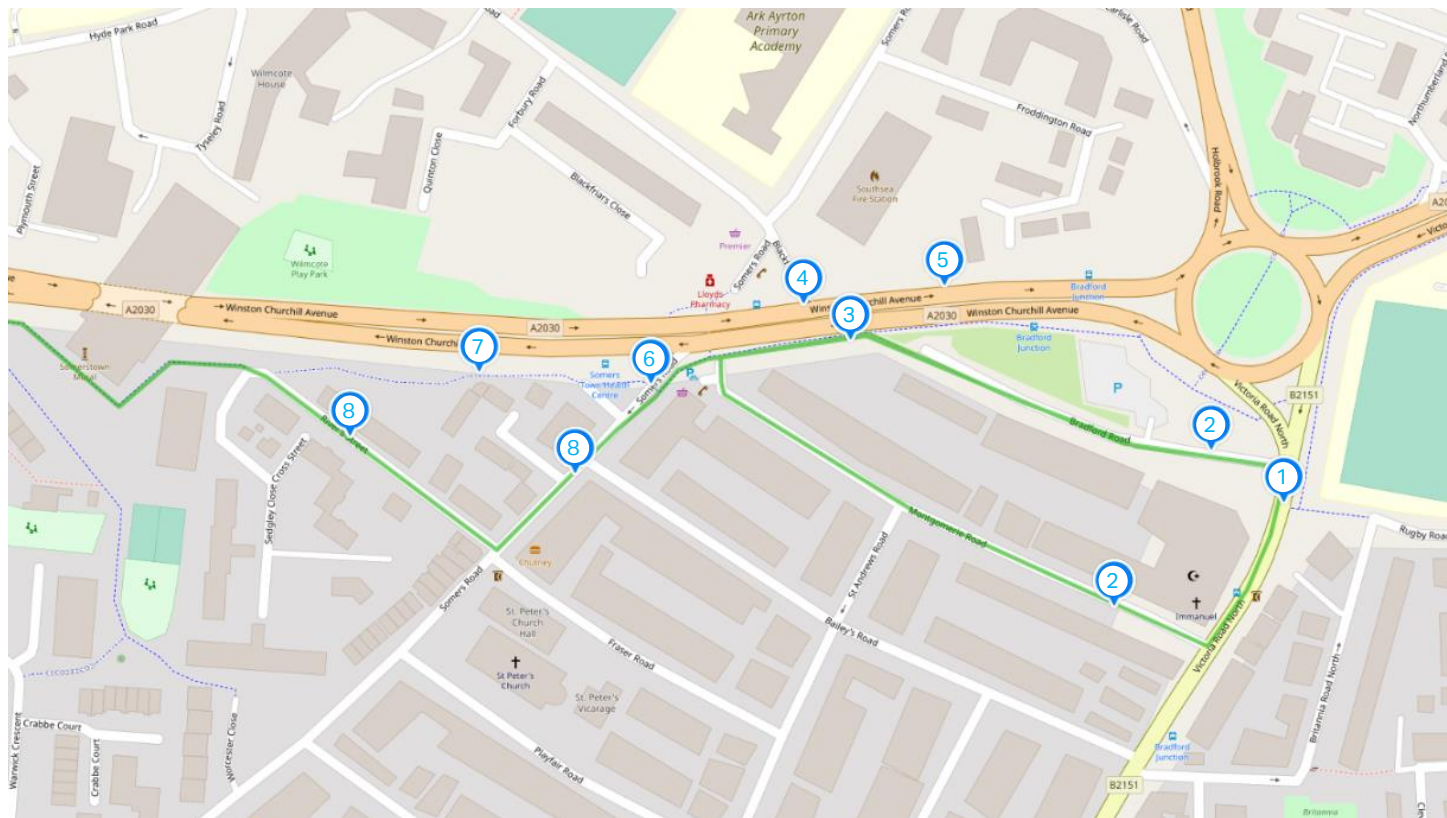 Hyde Park Road
Wilmcote
House
Tyseley Road
Plymouth Street
Quinton Close
Forbury Road
Blackfriars Close
Ark Ayrton
Primary
Academy
Somers
Carlisle Road
Froddington Road
Holbrook Road
Northumberland
Southsea
Fire Station
Premier
Somers Road
Lloyds
Pharmacy
Wilmcote
Play Park
4
5
Bradford
Junction
A2030
Winston Churchill Avenue
A2030
Winston Churchill Avenue
A2030
Winston Churchill Avenue
3
Bradford
Junction
7
6
Somers
Town Health
Centre
Somers Road
P
Somerstown
8
Rivers Street
Sedgley Close
Cross Street
8
P
Bradford Road
2
Victoria Road North
B2151
1
Rugby Road
Montgomerie Road
2
St Andrews Road
Immanuel
Victoria Road North
Chutney
Somers Road
St. Peter's
Church
Hall
St Peter's
Church
St. Peter's
Vicarage
Fraser Road
Bailey's Road
Playfair Road
Britannia Road North
Bradford
Junction
B2151
Warwick Crescent
Crabbe Court
Crabbe Court
Worcester Close
Britannia